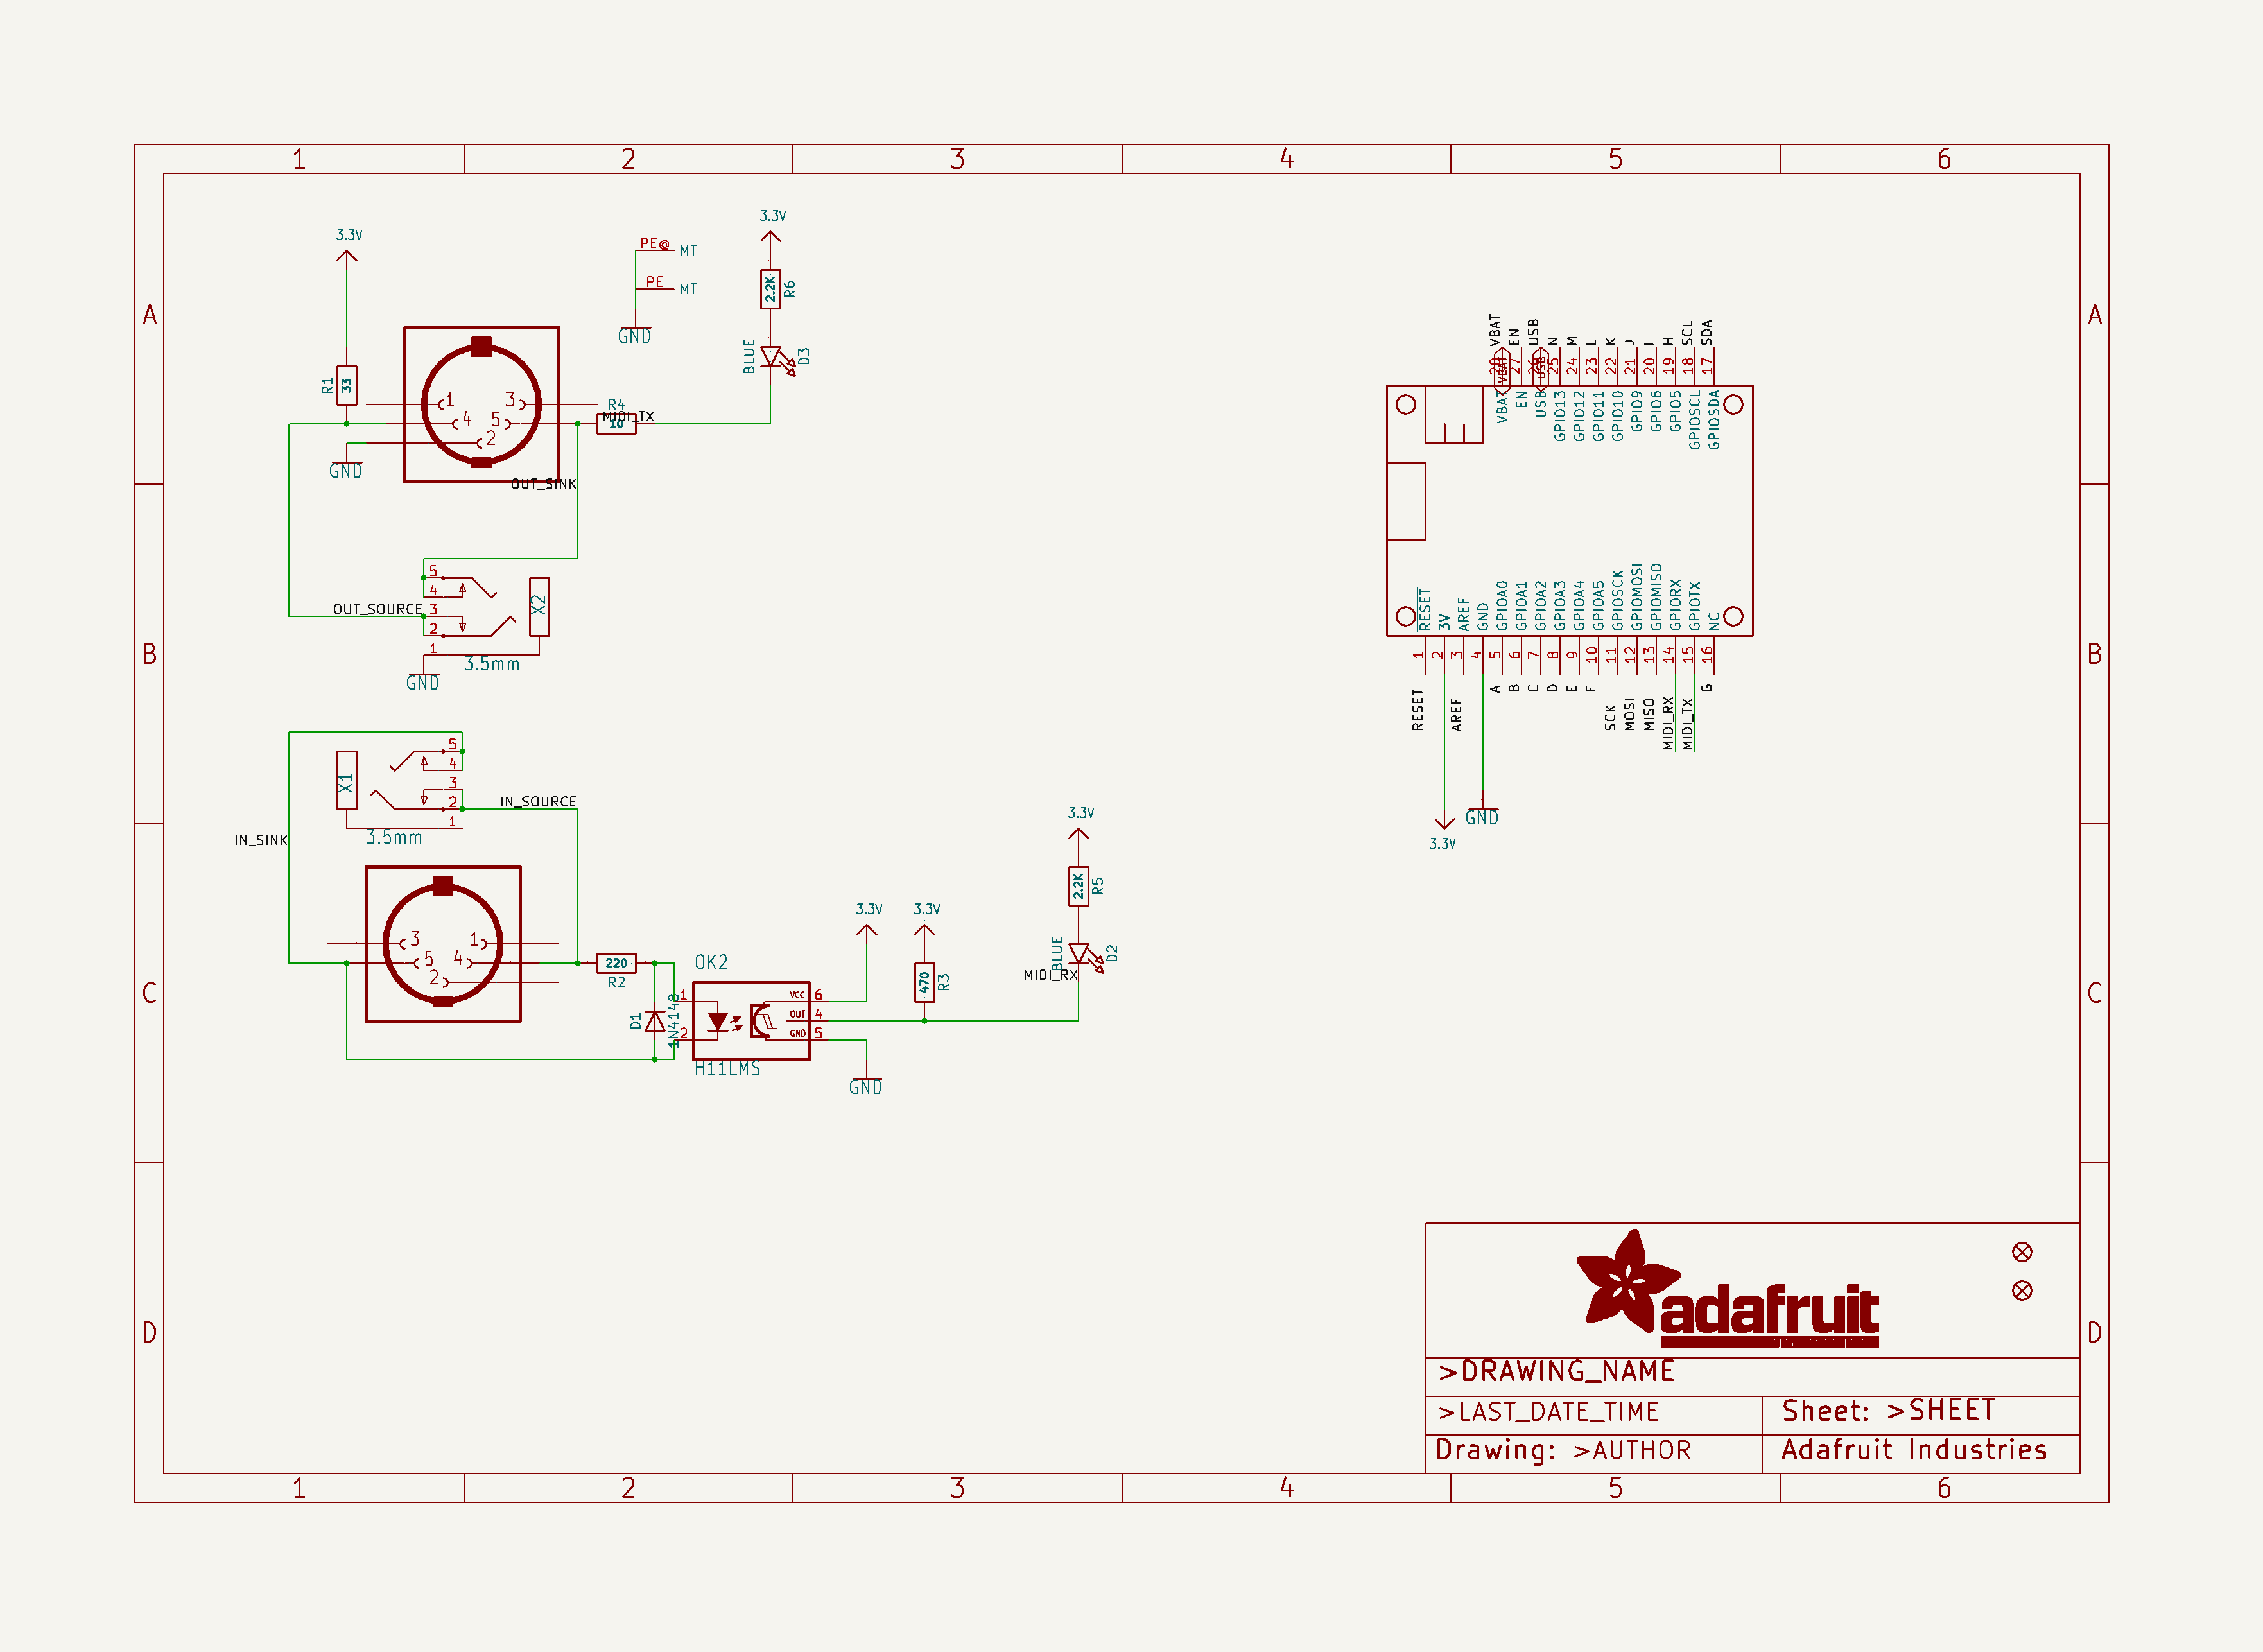 1 2 3 4 5 6
A A
B B
C C
D D
3.3V
R1
33
1
3
4
5
2
GND
PE@ MT
PE MT
GND
3.3V
2.2K
R6
BLUE
D3
R4
10
MIDI_TX
OUT_SINK
5
4
OUT_SOURCE 3
2
1
X2
3.5mm
GND
5
4
3
2
1
X1
3.5mm
IN_SOURCE
IN_SINK
3
1
5
4
2
220
R2
D1
1N4148
OK2
1
2
VCC 6
OUT 4
GND 5
H11LMS
3.3V
GND
3.3V
470
R3
3.3V
2.2K
R5
BLUE
D2
MIDI_RX
VBAT EN USB N M L K J I H SCL SDA
28 27 26 25 24 23 22 21 20 19 18 17
VBAT USB
VBAT EN USB GPIO13 GPIO12 GPIO11 GPIO10 GPIO9 GPIO6 GPIO5 GPIOSCL GPIOSDA
RESET 3V AREF GND GPIOA0 GPIOA1 GPIOA2 GPIOA3 GPIOA4 GPIOA5 GPIOSCK GPIOMOSI GPIOMISO GPIORX GPIOTX NC
1 2 3 4 5 6 7 8 9 10 11 12 13 14 15 16
RESET AREF A B C D E F SCK MOSI MISO MIDI_RX MIDI_TX G
3.3V
GND
adafruit
>DRAWING_NAME
>LAST_DATE_TIME
Sheet: >SHEET
Drawing: >AUTHOR
Adafruit Industries
1 2 3 4 5 6